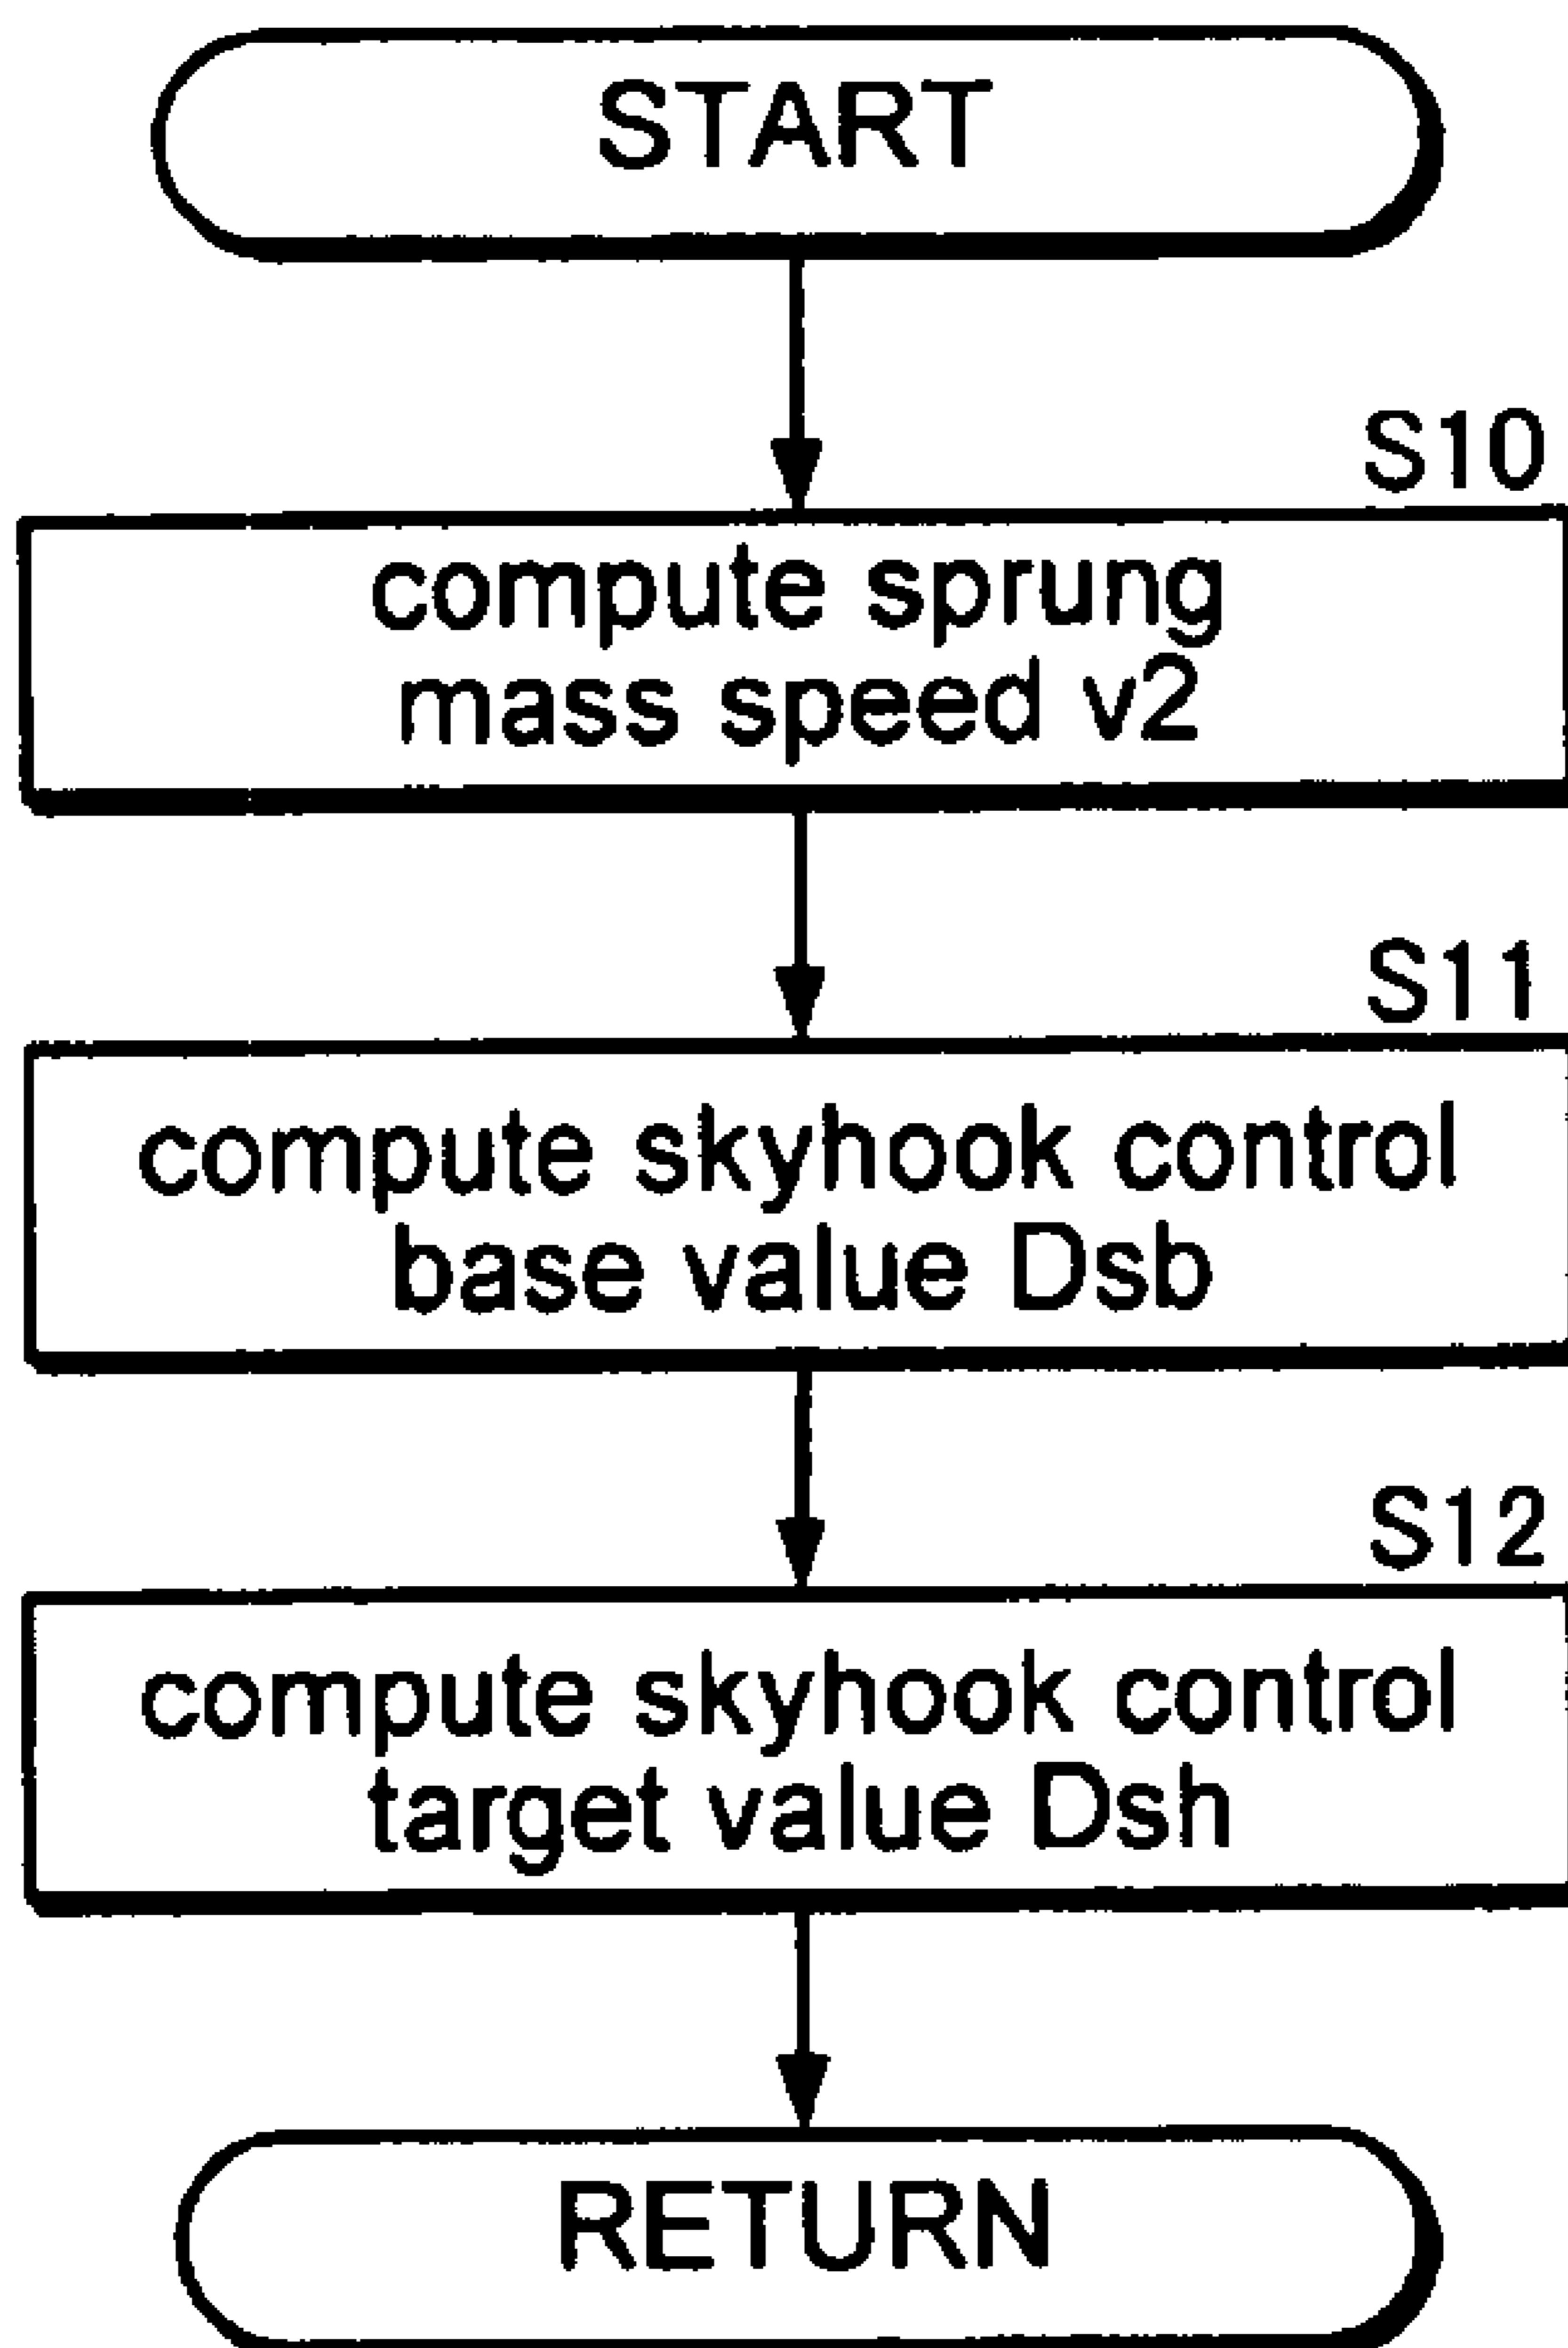 START
S10
compute sprung
mass speed v2
S11
compute skyhook control
base value Dsb
S12
compute skyhook control
target value Dsh
RETURN